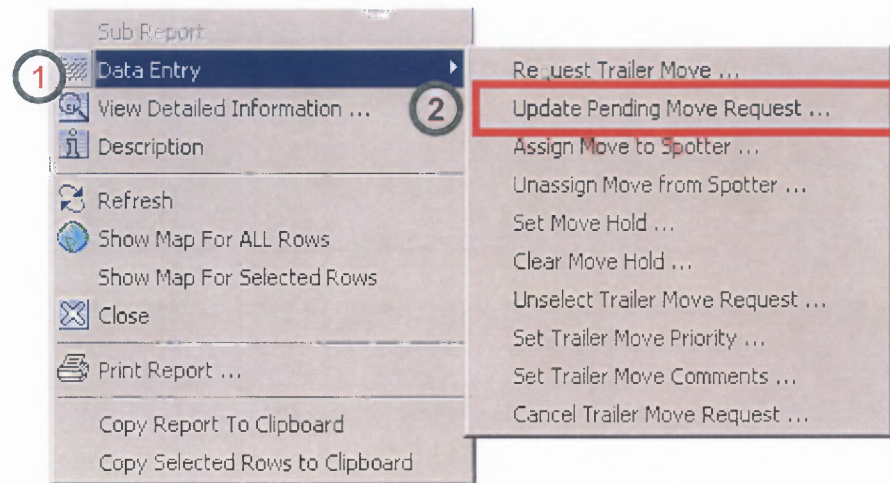 Sub Report
1
Data Entry
View Detailed Information ...
Description
Refresh
Show Map For ALL Rows
Show Map For Selected Rows
Close
Print Report ...
Copy Report To Clipboard
Copy Selected Rows to Clipboard
Request Trailer Move ...
2
Update Pending Move Request ...
Assign Move to Spotter ...
Unassign Move from Spotter ...
Set Move Hold ...
Clear Move Hold ...
Unselect Trailer Move Request ...
Set Trailer Move Priority ...
Set Trailer Move Comments ...
Cancel Trailer Move Request ...